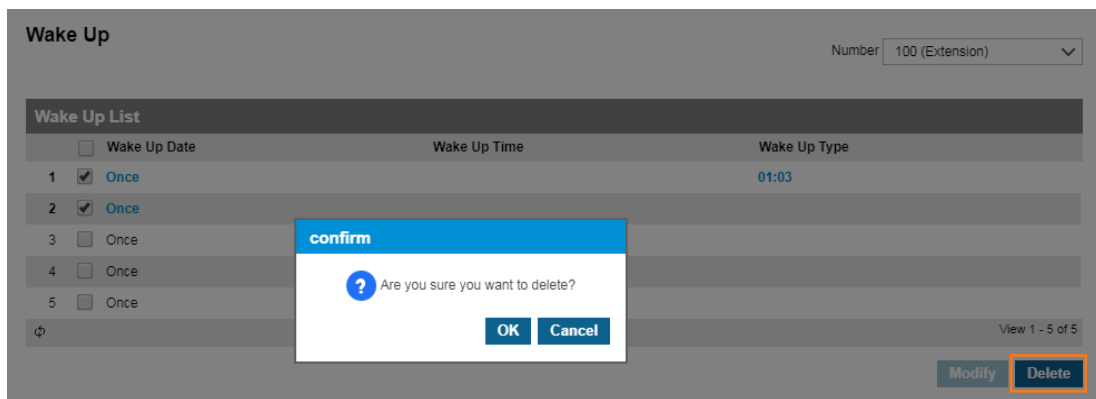 Wake Up
Number 100 (Extension)
Wake Up List
Wake Up Date Wake Up Time Wake Up Type
1 Once 01:03
2 Once
3 Once
4 Once
5 Once
confirm
Are you sure you want to delete?
OK Cancel
View 1 - 5 of 5
Modify Delete